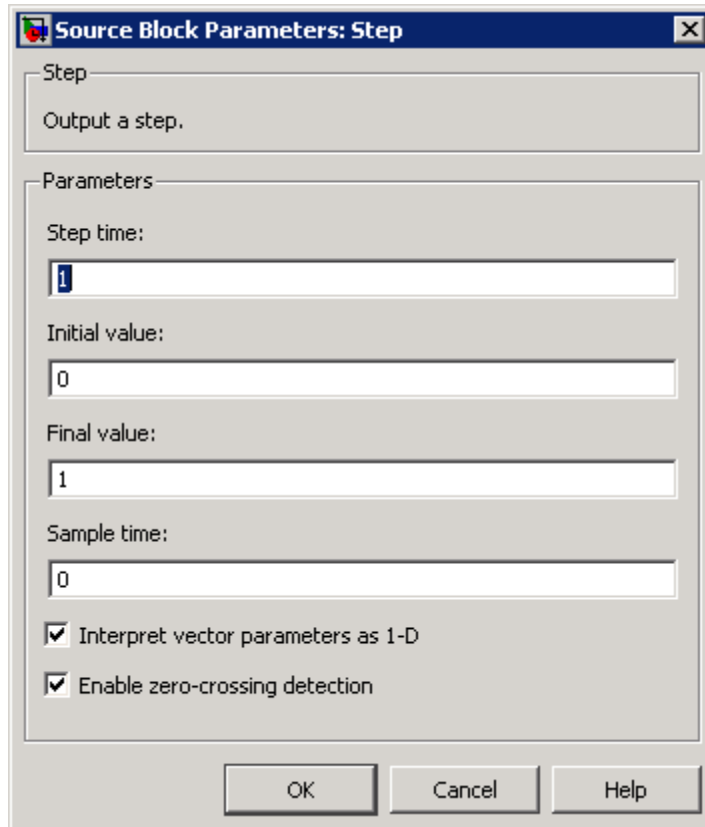 Source Block Parameters: Step
Step
Output a step.
Parameters
Step time:
1
Initial value:
0
Final value:
1
Sample time:
0
Interpret vector parameters as 1-D
Enable zero-crossing detection
OK Cancel Help